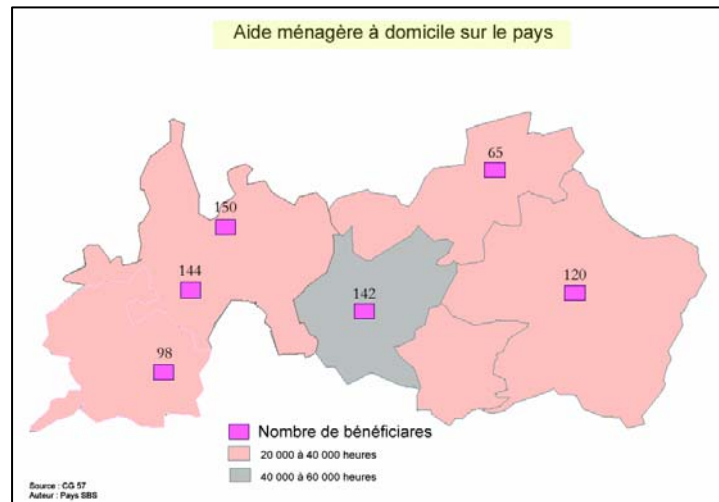 Aide ménagère à domicile sur le pays
65
150
144
120
142
98
Nombre de bénéficiares
20 000 à 40 000 heures
40 000 à 60 000 heures
Source : CG 57
Auteur : Pays SBS